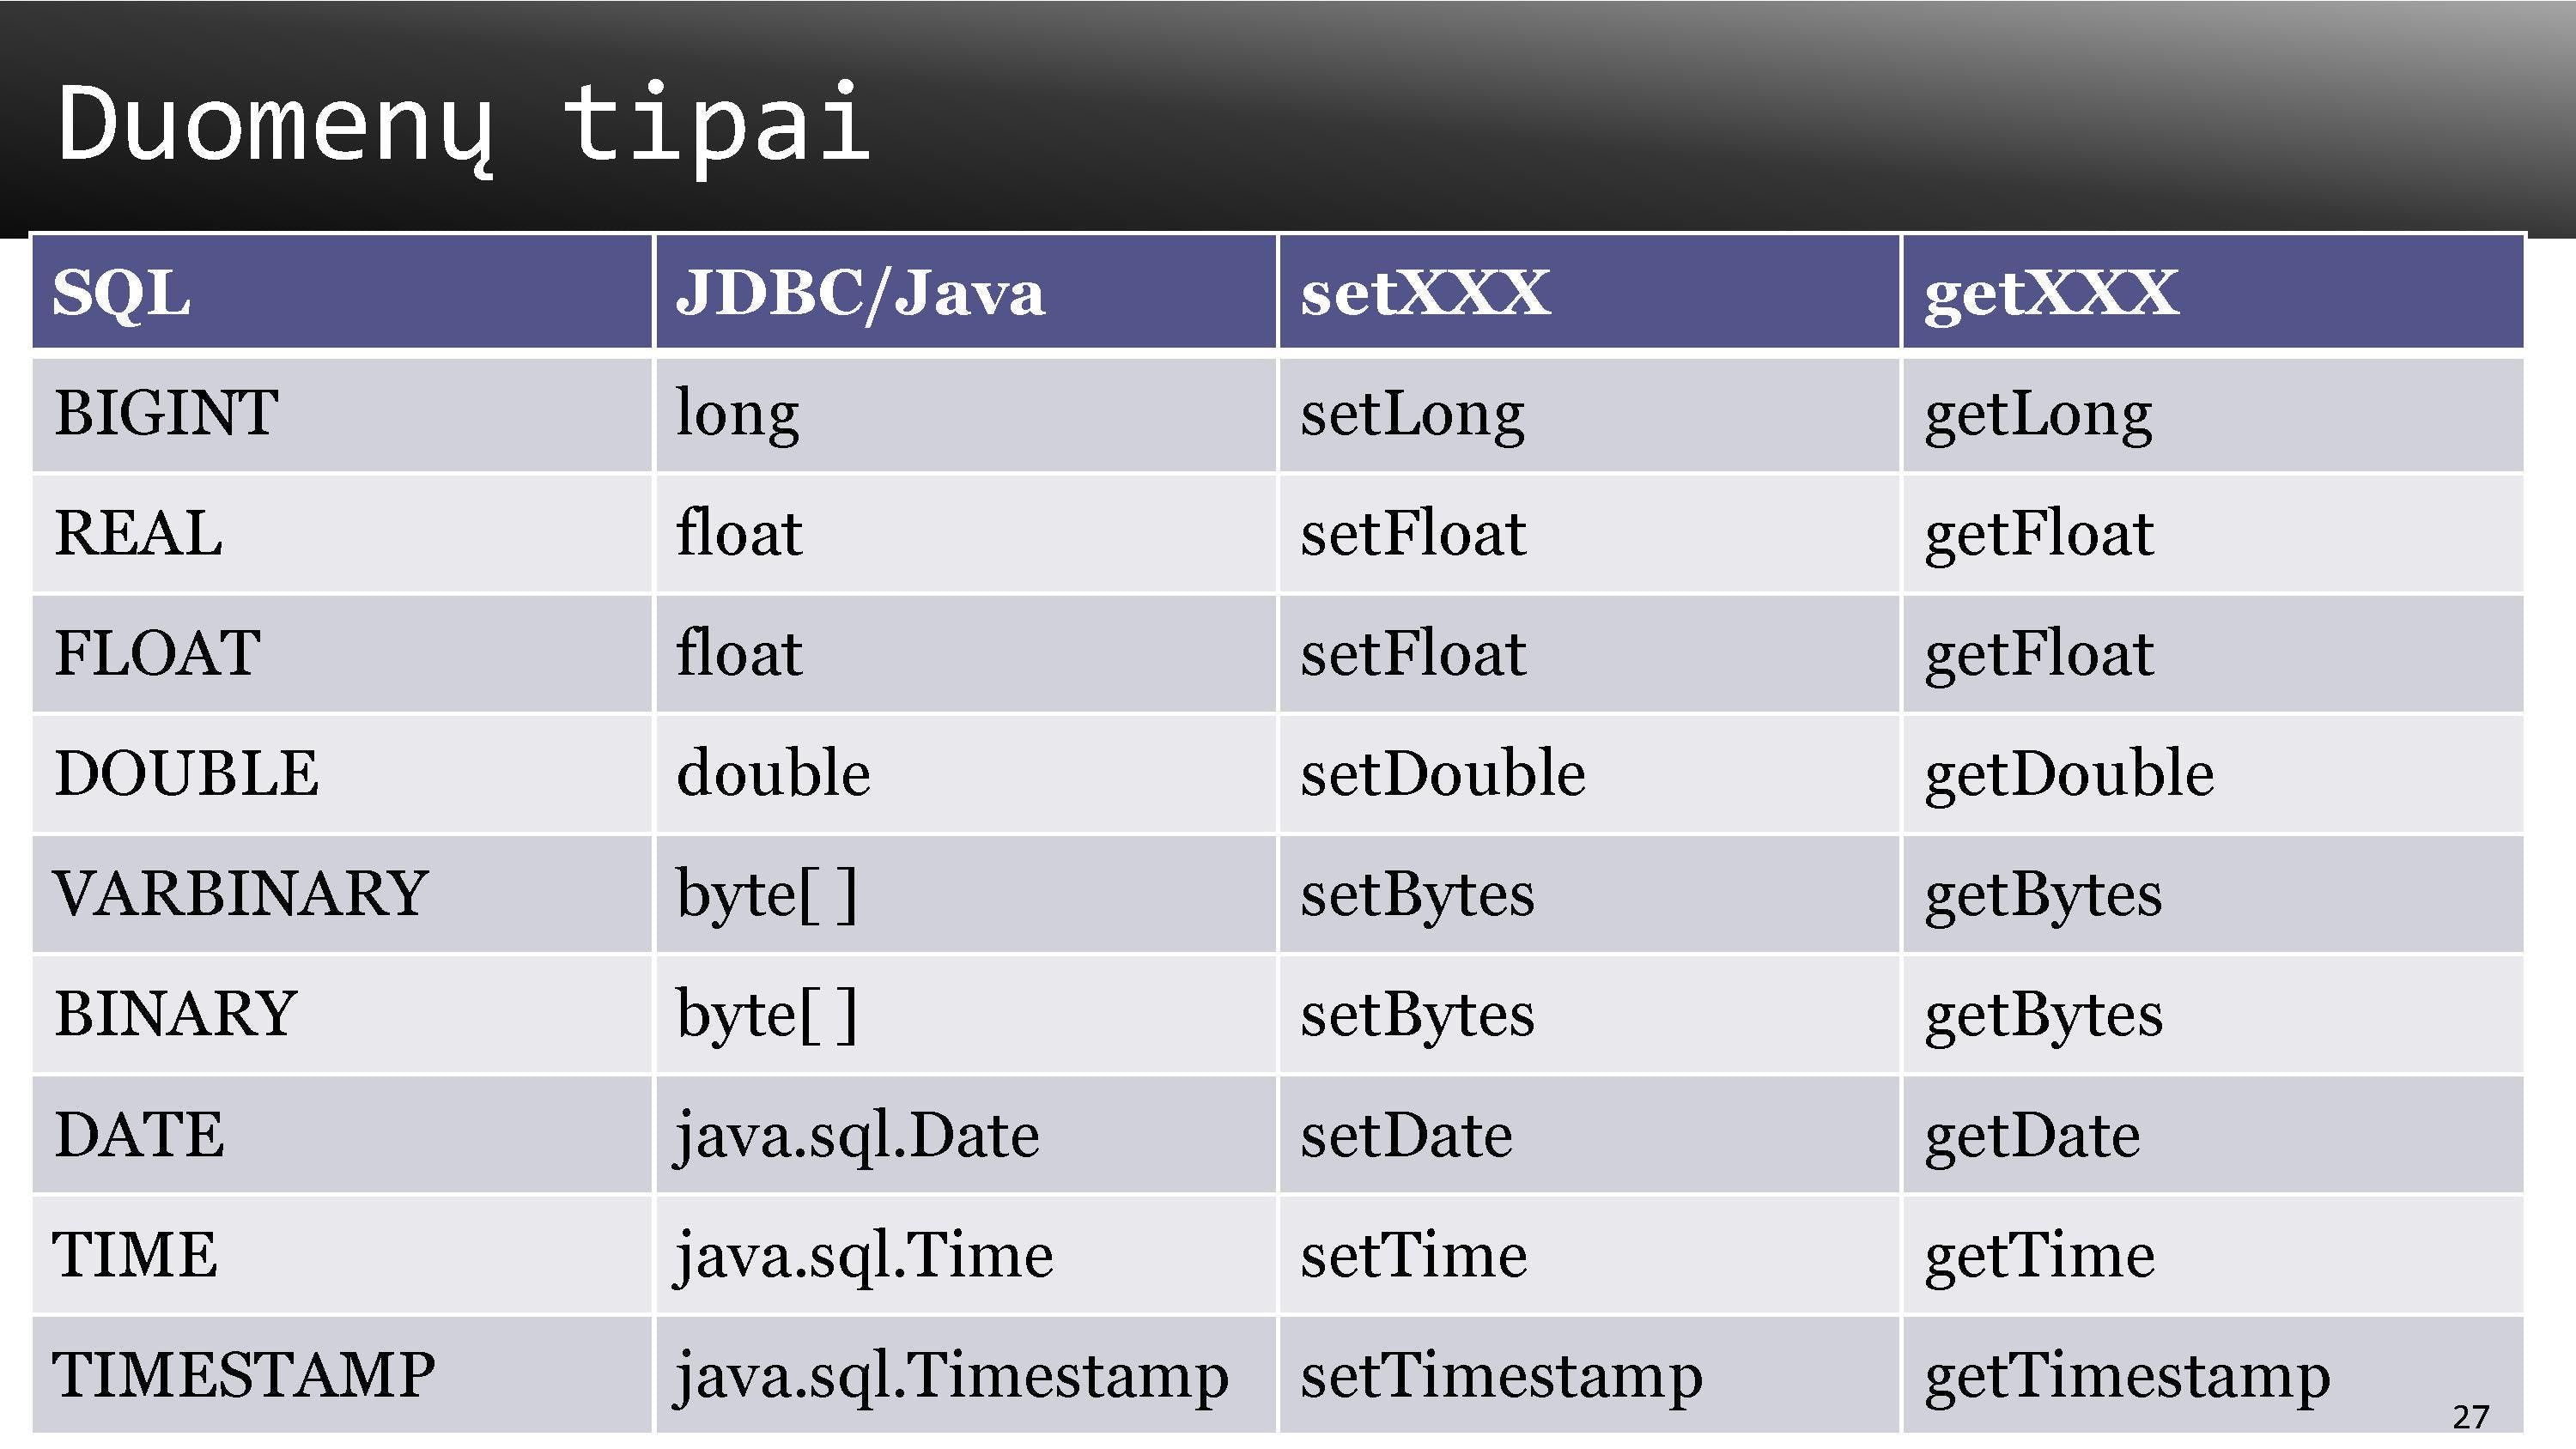 Duomenų tipai
SQL JDBC/Java setXXX getXXX
BIGINT long setLong getLong
REAL float setFloat getFloat
FLOAT float setFloat getFloat
DOUBLE double setDouble getDouble
VARBINARY byte[ ] setBytes getBytes
BINARY byte[ ] setBytes getBytes
DATE java.sql.Date setDate getDate
TIME java.sql.Time setTime getTime
TIMESTAMP java.sql.Timestamp setTimestamp getTimestamp
27